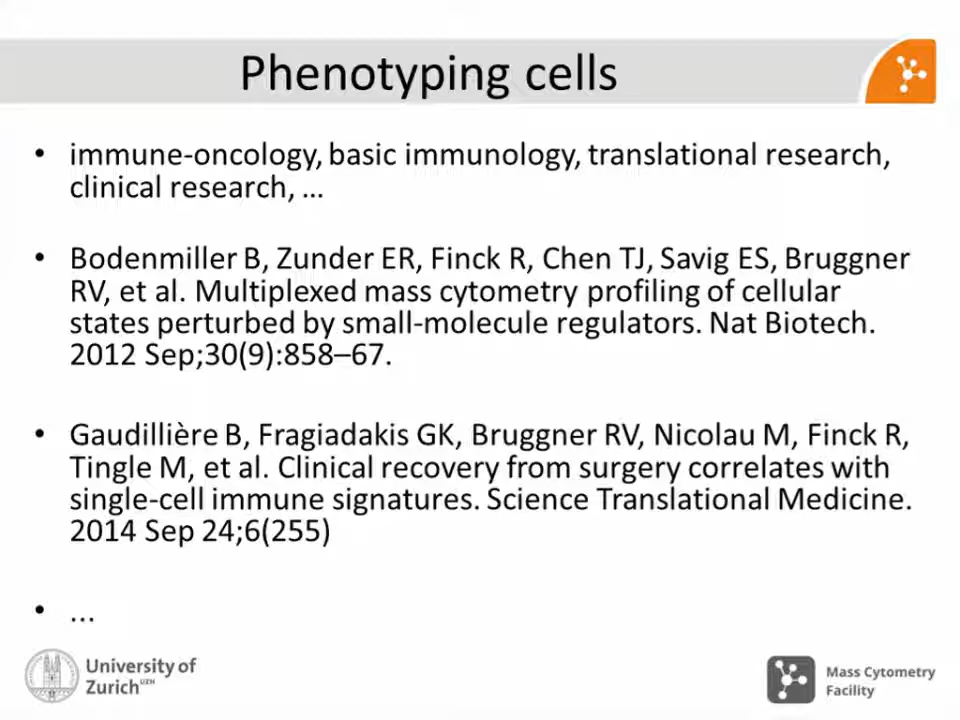 Phenotyping cells
• immune-oncology, basic immunology, translational research,
clinical research, ...
• Bodenmiller B, Zunder ER, Finck R, Chen TJ, Savig ES, Bruggner
RV, et al. Multiplexed mass cytometry profiling of cellular
states perturbed by small-molecule regulators. Nat Biotech.
2012 Sep;30(9):858–67.
• Gaudillière B, Fragiadakis GK, Bruggner RV, Nicolau M, Finck R,
Tingle M, et al. Clinical recovery from surgery correlates with
single-cell immune signatures. Science Translational Medicine.
2014 Sep 24;6(255)
• ...
University of
Zurich UZH
Mass Cytometry
Facility